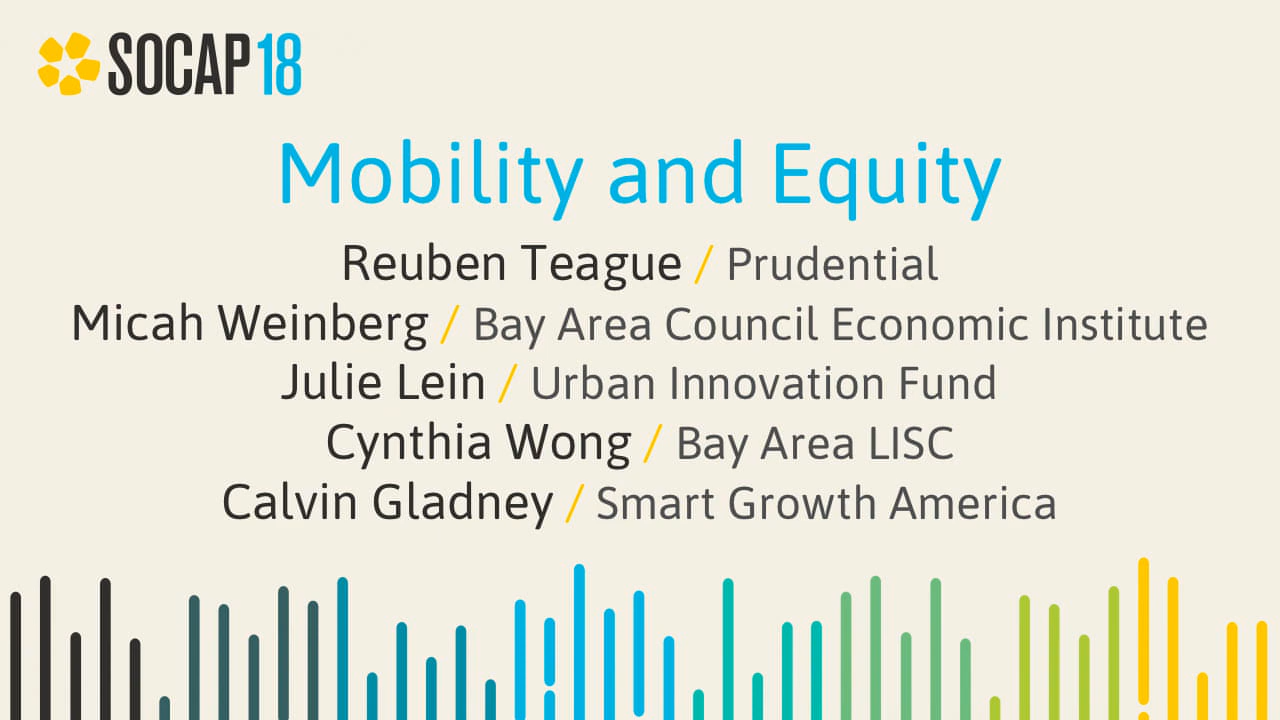 SOCAP18
Mobility and Equity
Reuben Teague / Prudential
Micah Weinberg / Bay Area Council Economic Institute
Julie Lein / Urban Innovation Fund
Cynthia Wong / Bay Area LISC
Calvin Gladney / Smart Growth America